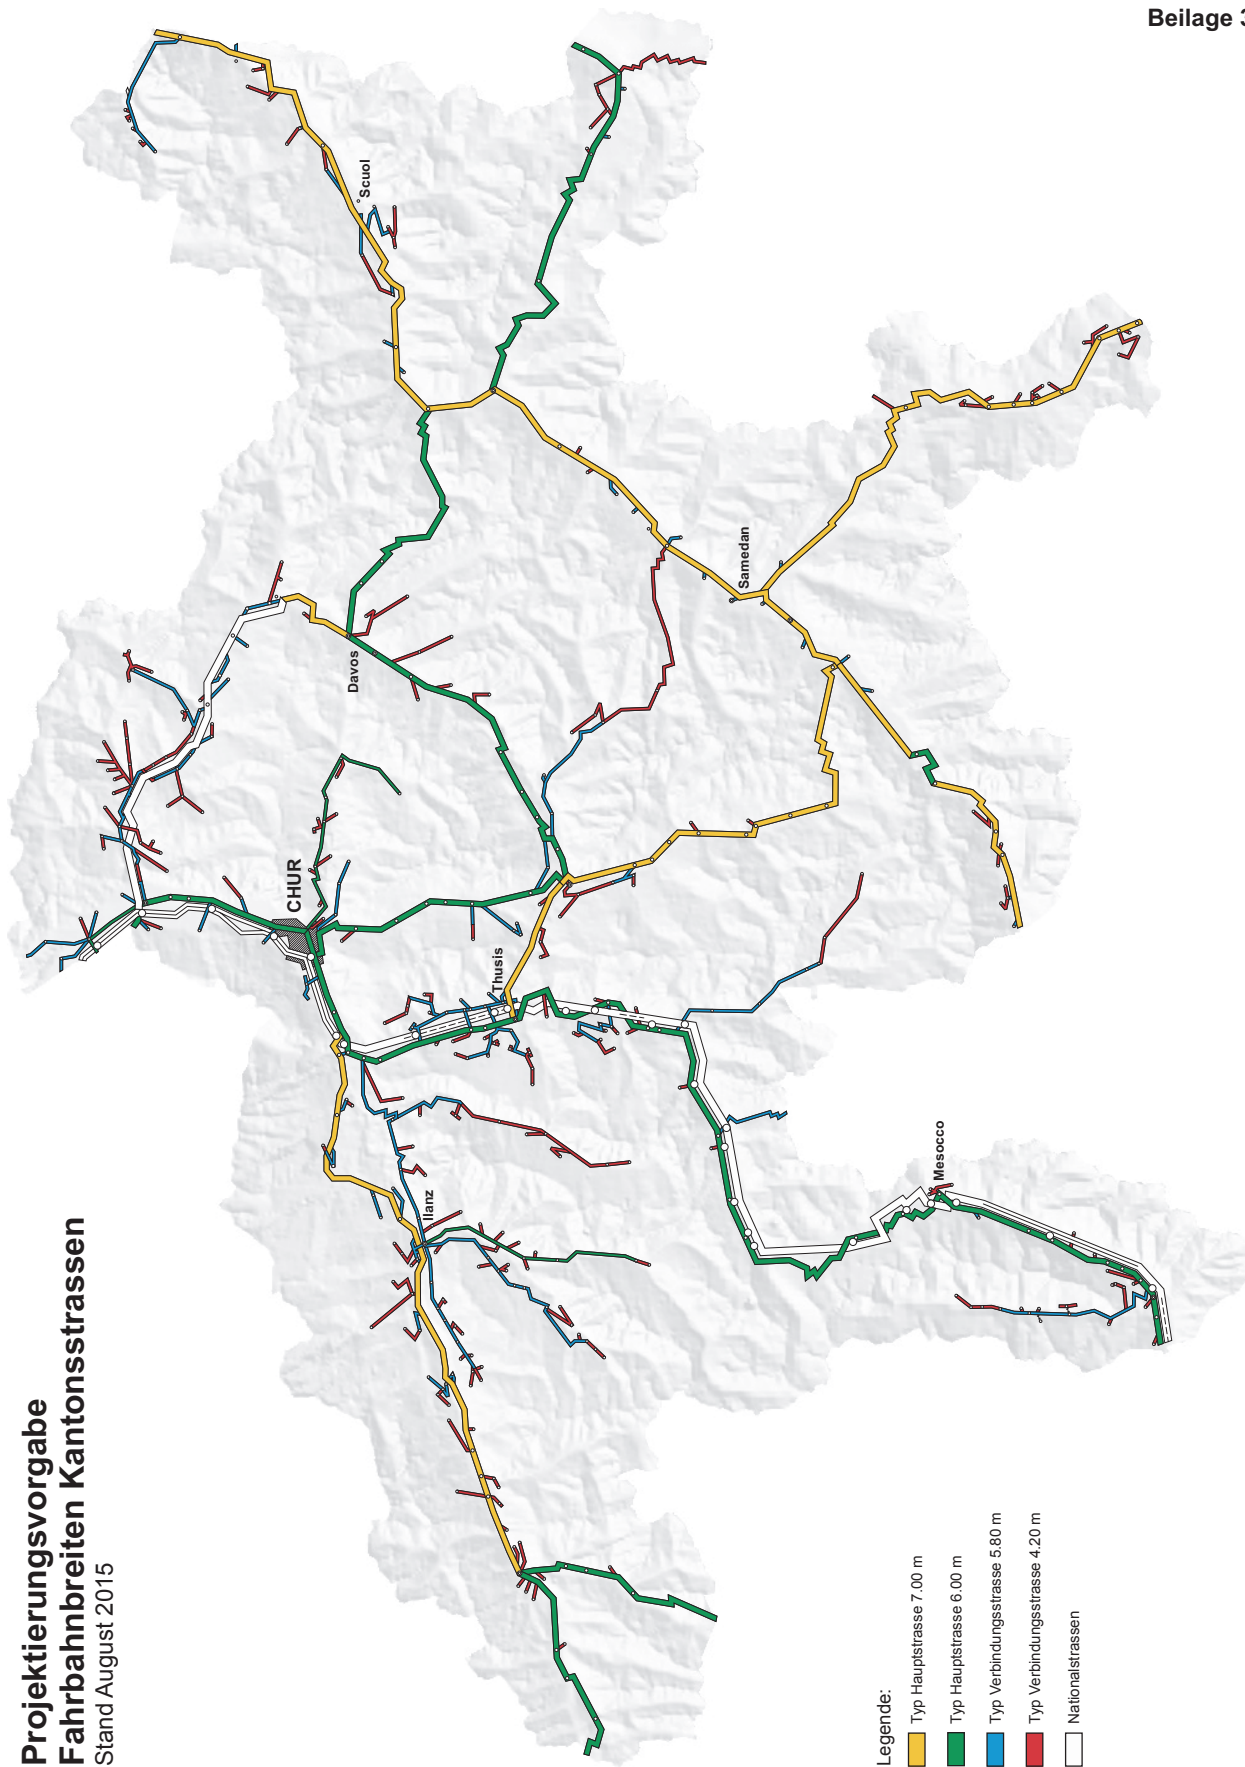 Beilage 3
Projektierungsvorgabe
Fahrbahnbreiten Kantonsstrassen
Stand August 2015
Scuol
Samedan
Davos
CHUR
Thusis
Mesocco
Ilanz
Legende:
Typ Hauptstrasse 7.00 m
Typ Hauptstrasse 6.00 m
Typ Verbindungsstrasse 5.80 m
Typ Verbindungsstrasse 4.20 m
Nationalstrassen